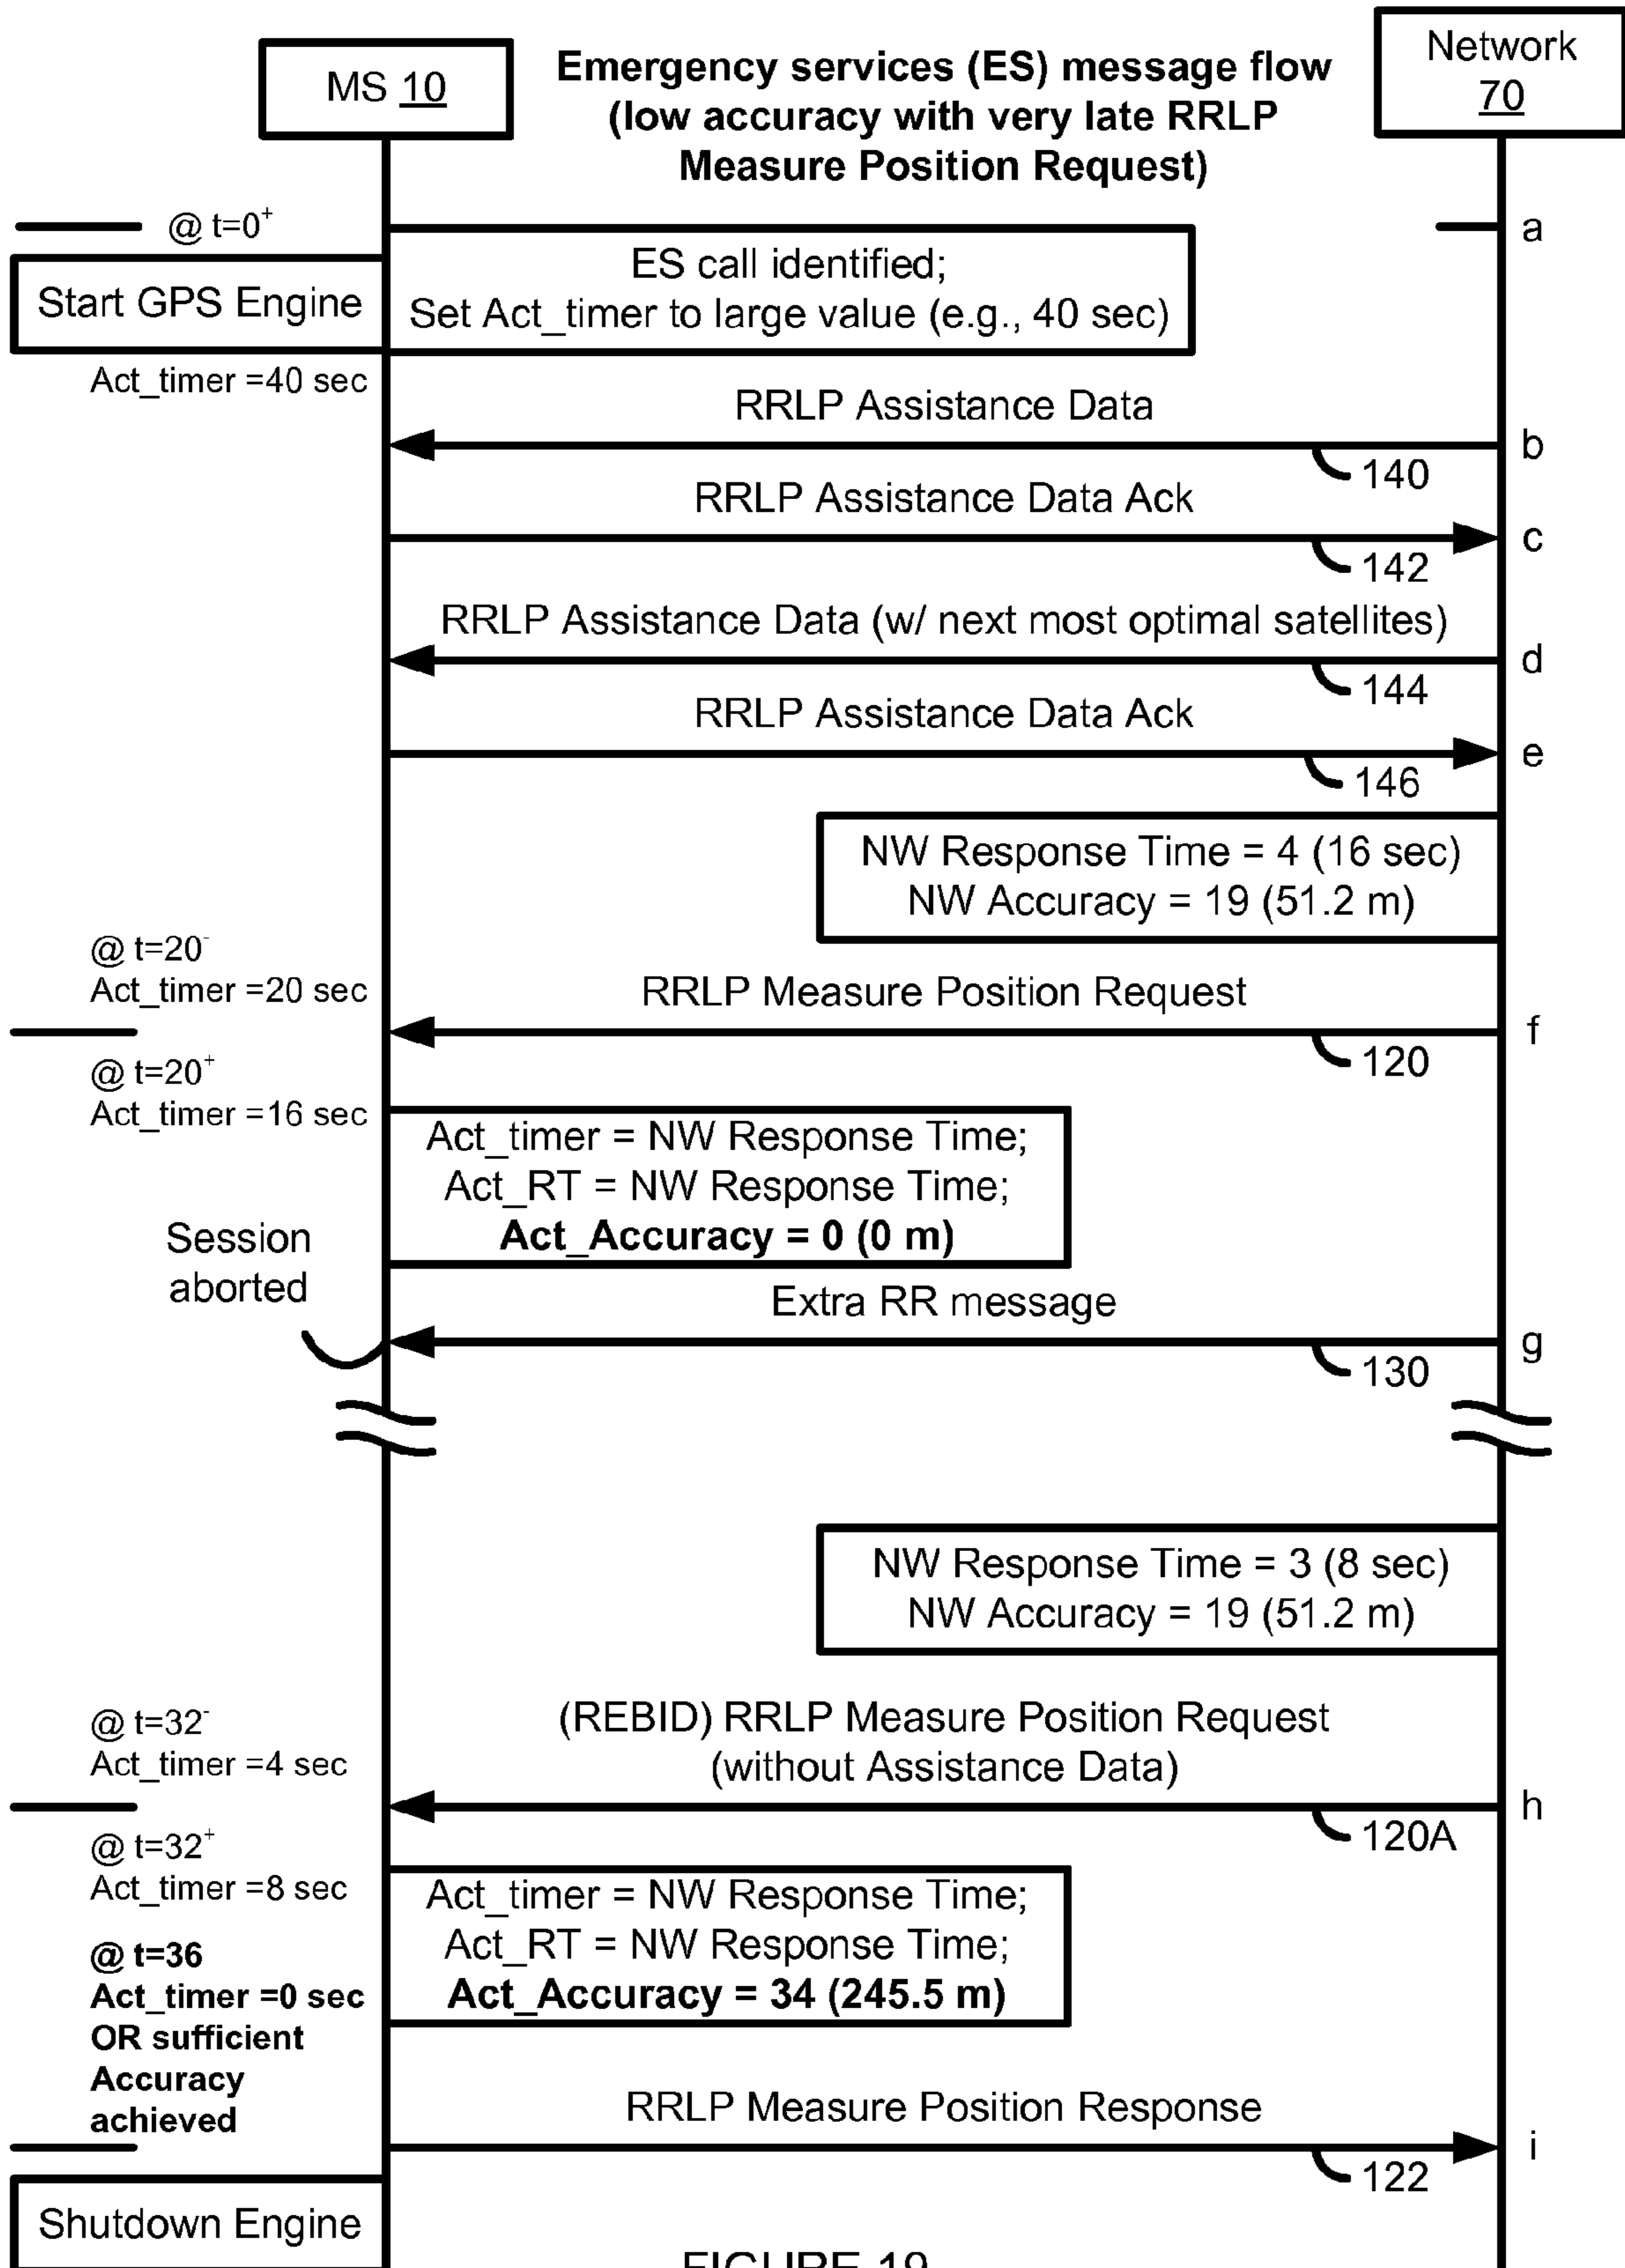 MS 10
Emergency services (ES) message flow
(low accuracy with very late RRLP
Measure Position Request)
Network
70
@ t=0+
a
Start GPS Engine
ES call identified;
Set Act_timer to large value (e.g., 40 sec)
Act_timer =40 sec
RRLP Assistance Data
b
140
RRLP Assistance Data Ack
c
142
RRLP Assistance Data (w/ next most optimal satellites)
d
144
RRLP Assistance Data Ack
e
146
NW Response Time = 4 (16 sec)
NW Accuracy = 19 (51.2 m)
@ t=20-
Act_timer =20 sec
RRLP Measure Position Request
f
120
@ t=20+
Act_timer =16 sec
Act_timer = NW Response Time;
Act_RT = NW Response Time;
Act_Accuracy = 0 (0 m)
Session
aborted
Extra RR message
g
130
NW Response Time = 3 (8 sec)
NW Accuracy = 19 (51.2 m)
@ t=32-
Act_timer =4 sec
(REBID) RRLP Measure Position Request
(without Assistance Data)
h
120A
@ t=32+
Act_timer =8 sec
Act_timer = NW Response Time;
Act_RT = NW Response Time;
Act_Accuracy = 34 (245.5 m)
@ t=36
Act_timer =0 sec
OR sufficient
Accuracy
achieved
RRLP Measure Position Response
i
122
Shutdown Engine
FIGURE 19